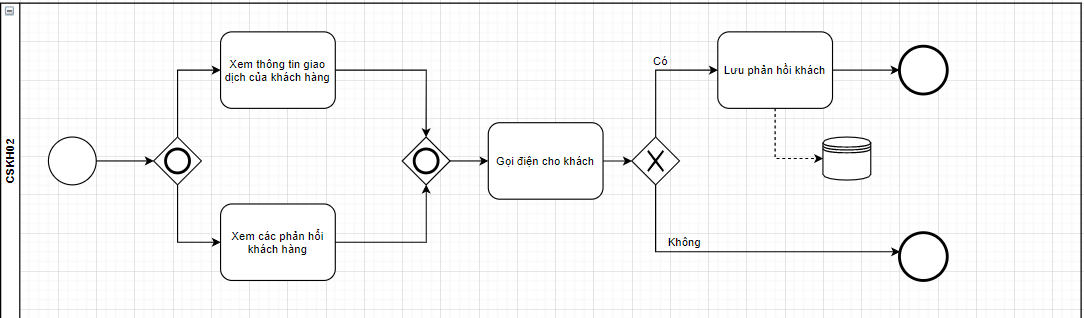 CSKH02
Xem thông tin giao
dịch của khách hàng
Xem các phản hổi
khách hàng
Gọi điện cho khách
Có
Lưu phản hồi khách
Không